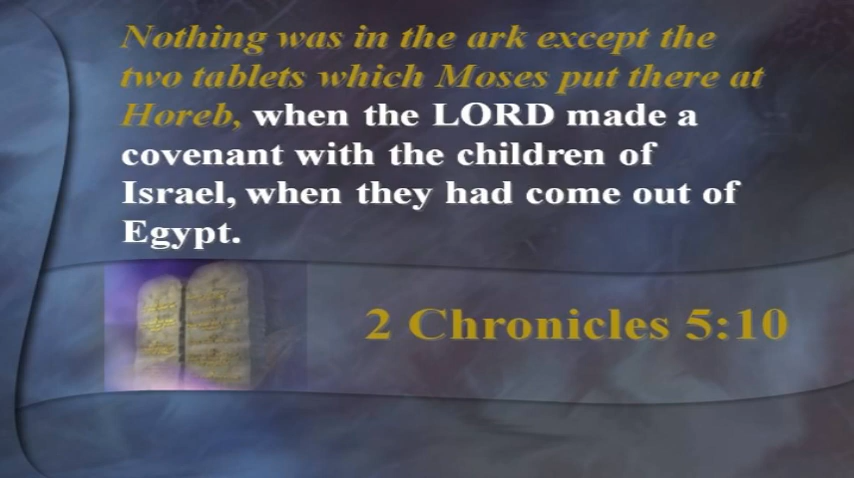 Nothing was in the ark except the
two tablets which Moses put there at
Horeb, when the LORD made a
covenant with the children of
Israel, when they had come out of
Egypt.
2 Chronicles 5:10